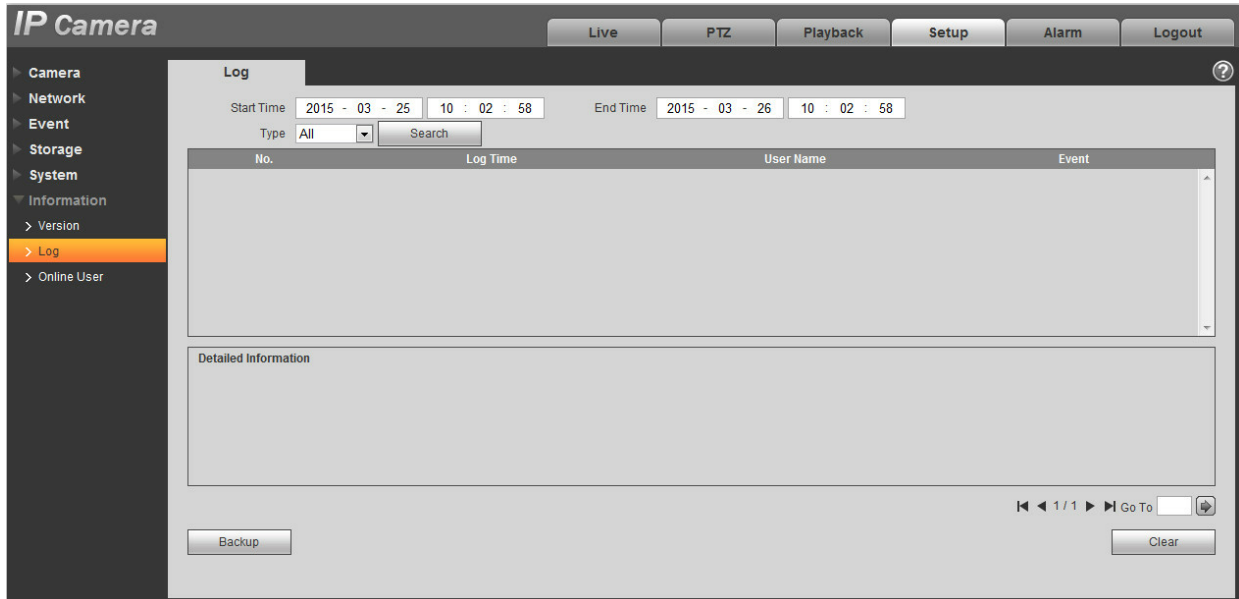 IP Camera
Live PTZ Playback Setup Alarm Logout
Camera
Network
Event
Storage
System
Information
Version
Log
Online User
Log
Start Time 2015 - 03 - 25 10 : 02 : 58 End Time 2015 - 03 - 26 10 : 02 : 58
Type All Search
No. Log Time User Name Event
Detailed Information
1 / 1 Go To
Backup Clear